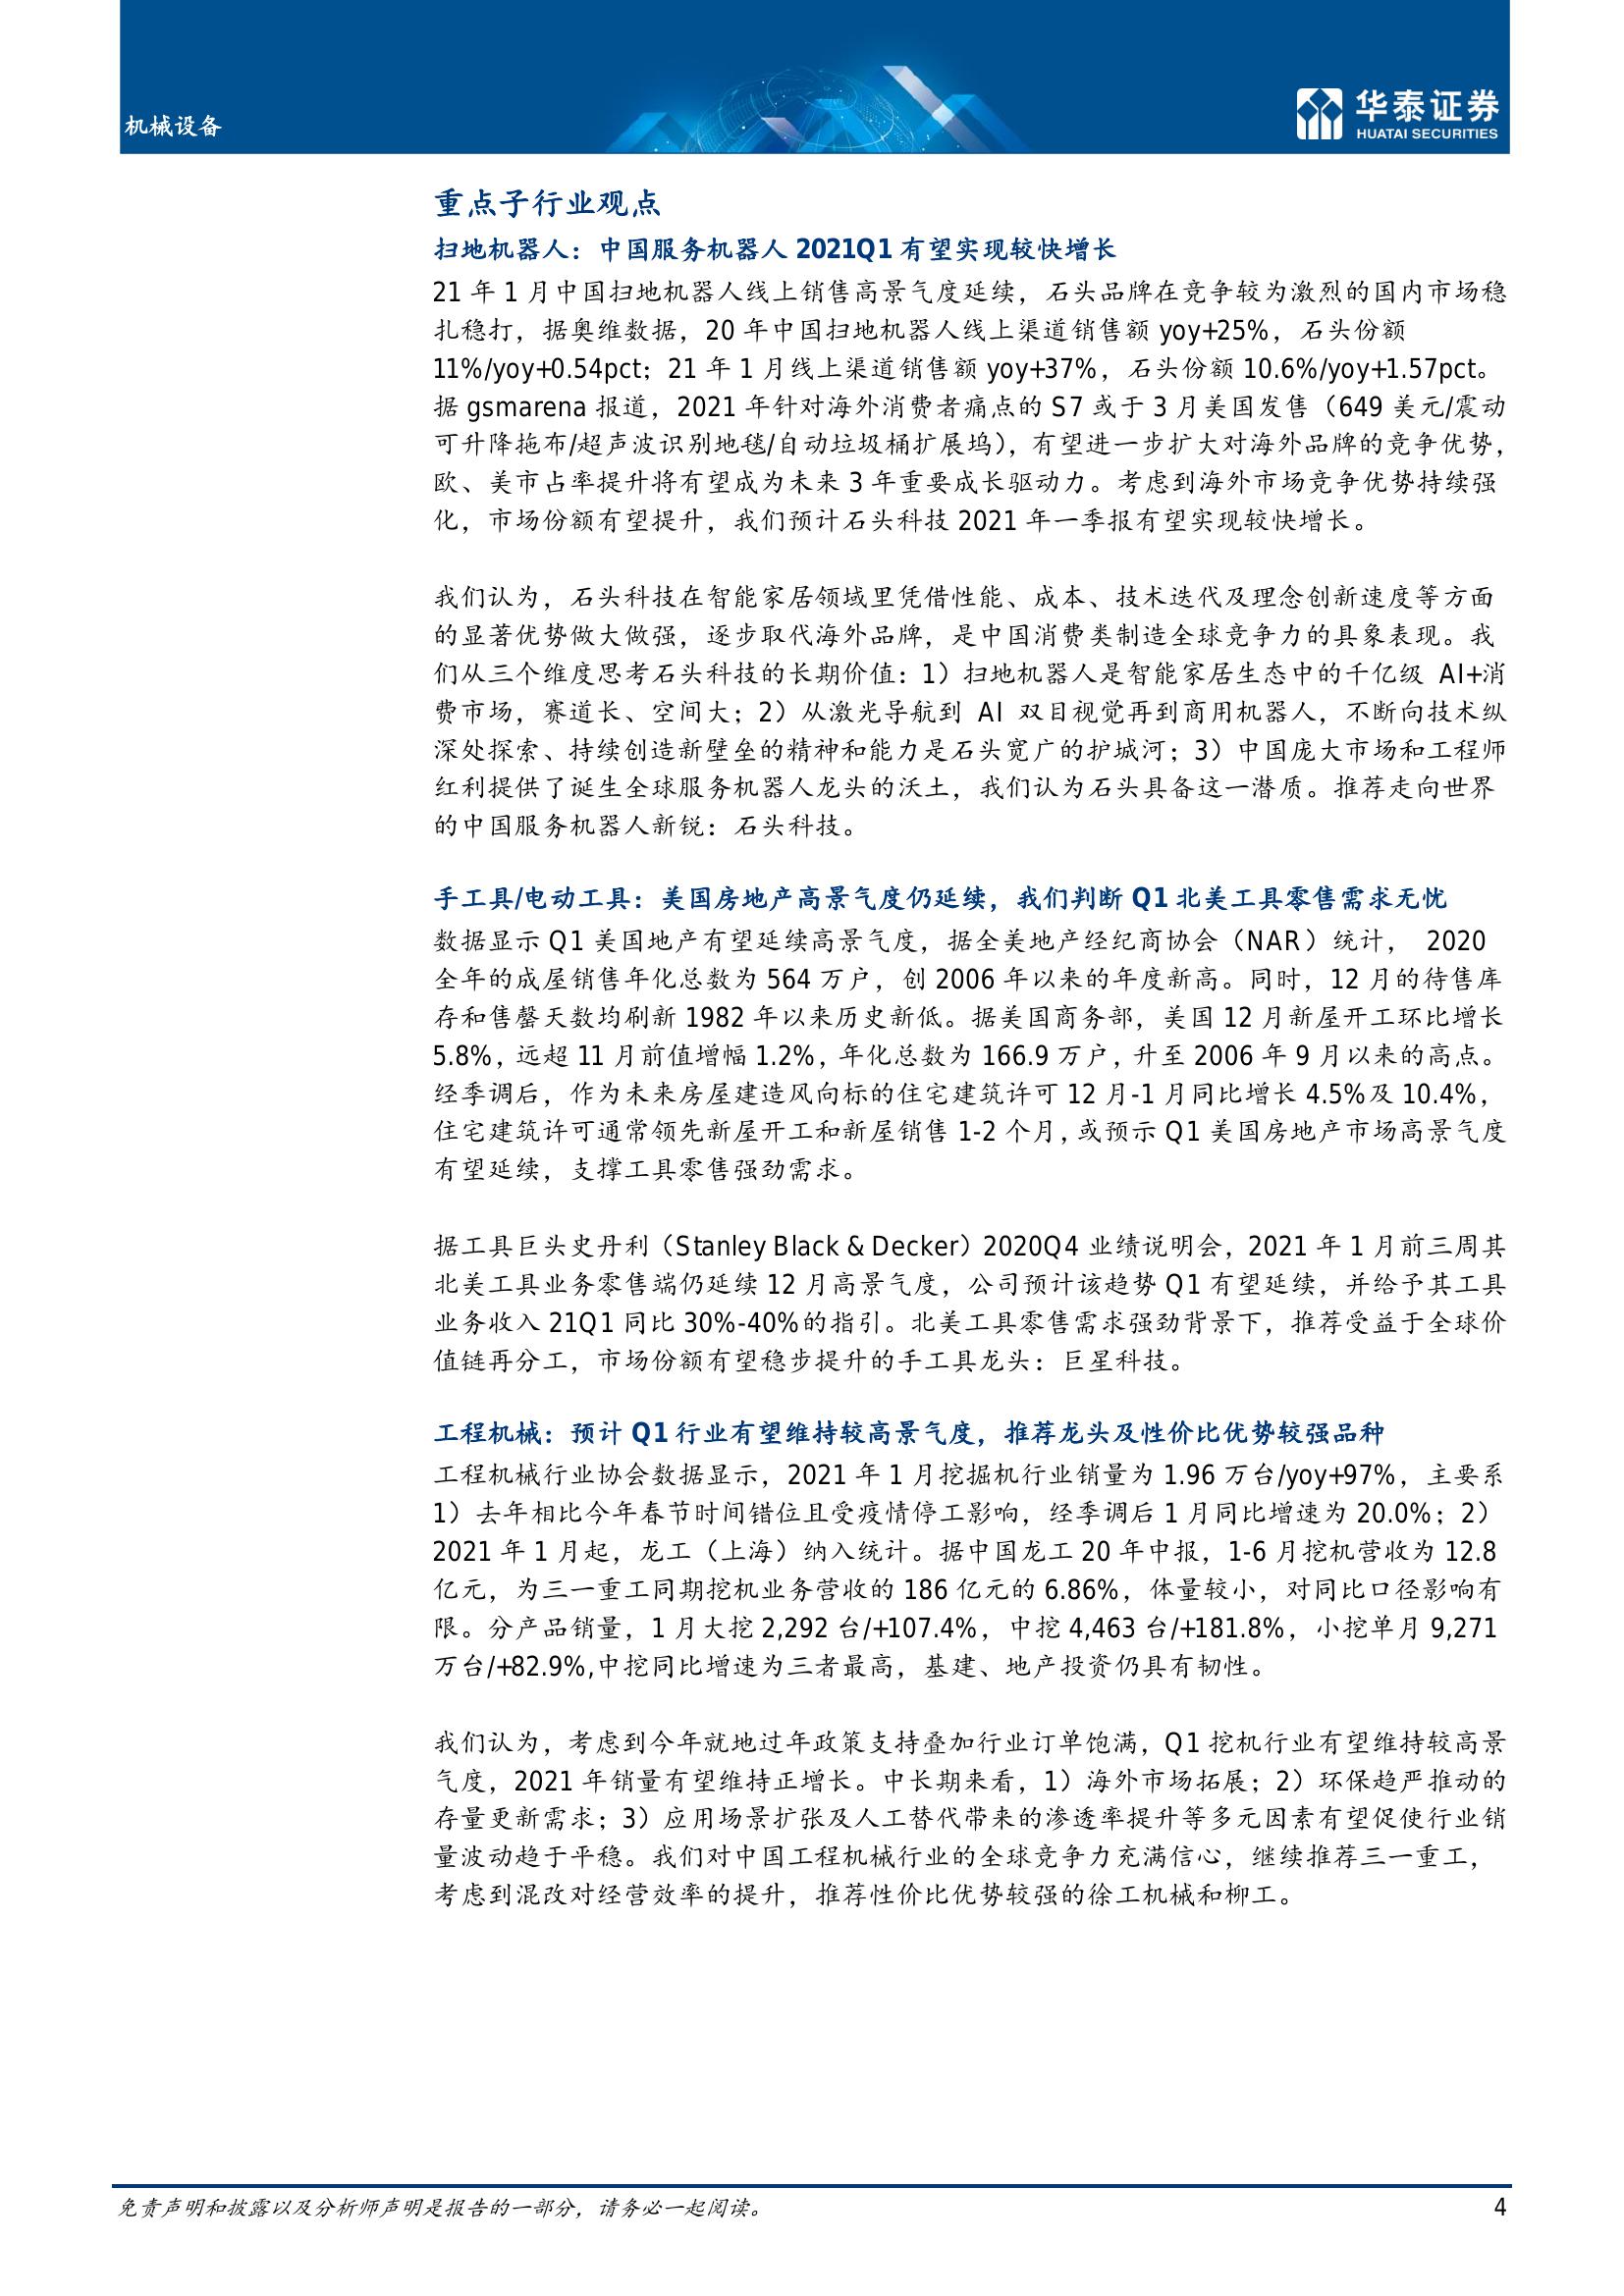 机械设备
华泰证券
HUATAI SECURITIES
重点子行业观点
扫地机器人：中国服务机器人 2021Q1 有望实现较快增长
21 年 1 月中国扫地机器人线上销售高景气度延续，石头品牌在竞争较为激烈的国内市场稳
扎稳打，据奥维数据，20 年中国扫地机器人线上渠道销售额 yoy+25%，石头份额
11%/yoy+0.54pct；21 年 1 月线上渠道销售额 yoy+37%，石头份额 10.6%/yoy+1.57pct。
据 gsmarena 报道，2021 年针对海外消费者痛点的 S7 或于 3 月美国发售（649 美元/震动
可升降拖布/超声波识别地毯/自动垃圾桶扩展坞），有望进一步扩大对海外品牌的竞争优势，
欧、美市占率提升将有望成为未来 3 年重要成长驱动力。考虑到海外市场竞争优势持续强
化，市场份额有望提升，我们预计石头科技 2021 年一季报有望实现较快增长。
我们认为，石头科技在智能家居领域里凭借性能、成本、技术迭代及理念创新速度等方面
的显著优势做大做强，逐步取代海外品牌，是中国消费类制造全球竞争力的具象表现。我
们从三个维度思考石头科技的长期价值：1）扫地机器人是智能家居生态中的千亿级 AI+消
费市场，赛道长、空间大；2）从激光导航到 AI 双目视觉再到商用机器人，不断向技术纵
深处探索、持续创造新壁垒的精神和能力是石头宽广的护城河；3）中国庞大市场和工程师
红利提供了诞生全球服务机器人龙头的沃土，我们认为石头具备这一潜质。推荐走向世界
的中国服务机器人新锐：石头科技。
手工具/电动工具：美国房地产高景气度仍延续，我们判断 Q1 北美工具零售需求无忧
数据显示 Q1 美国地产有望延续高景气度，据全美地产经纪商协会（NAR）统计， 2020
全年的成屋销售年化总数为 564 万户，创 2006 年以来的年度新高。同时，12 月的待售库
存和售罄天数均刷新 1982 年以来历史新低。据美国商务部，美国 12 月新屋开工环比增长
5.8%，远超 11 月前值增幅 1.2%，年化总数为 166.9 万户，升至 2006 年 9 月以来的高点。
经季调后，作为未来房屋建造风向标的住宅建筑许可 12 月-1 月同比增长 4.5%及 10.4%，
住宅建筑许可通常领先新屋开工和新屋销售 1-2 个月，或预示 Q1 美国房地产市场高景气度
有望延续，支撑工具零售强劲需求。
据工具巨头史丹利（Stanley Black & Decker）2020Q4 业绩说明会，2021 年 1 月前三周其
北美工具业务零售端仍延续 12 月高景气度，公司预计该趋势 Q1 有望延续，并给予其工具
业务收入 21Q1 同比 30%-40%的指引。北美工具零售需求强劲背景下，推荐受益于全球价
值链再分工，市场份额有望稳步提升的手工具龙头：巨星科技。
工程机械：预计 Q1 行业有望维持较高景气度，推荐龙头及性价比优势较强品种
工程机械行业协会数据显示，2021 年 1 月挖掘机行业销量为 1.96 万台/yoy+97%，主要系
1）去年相比今年春节时间错位且受疫情停工影响，经季调后 1 月同比增速为 20.0%；2）
2021 年 1 月起，龙工（上海）纳入统计。据中国龙工 20 年中报，1-6 月挖机营收为 12.8
亿元，为三一重工同期挖机业务营收的 186 亿元的 6.86%，体量较小，对同比口径影响有
限。分产品销量，1 月大挖 2,292 台/+107.4%，中挖 4,463 台/+181.8%，小挖单月 9,271
万台/+82.9%,中挖同比增速为三者最高，基建、地产投资仍具有韧性。
我们认为，考虑到今年就地过年政策支持叠加行业订单饱满，Q1 挖机行业有望维持较高景
气度，2021 年销量有望维持正增长。中长期来看，1）海外市场拓展；2）环保趋严推动的
存量更新需求；3）应用场景扩张及人工替代带来的渗透率提升等多元因素有望促使行业销
量波动趋于平稳。我们对中国工程机械行业的全球竞争力充满信心，继续推荐三一重工，
考虑到混改对经营效率的提升，推荐性价比优势较强的徐工机械和柳工。
免责声明和披露以及分析师声明是报告的一部分，请务必一起阅读。
4